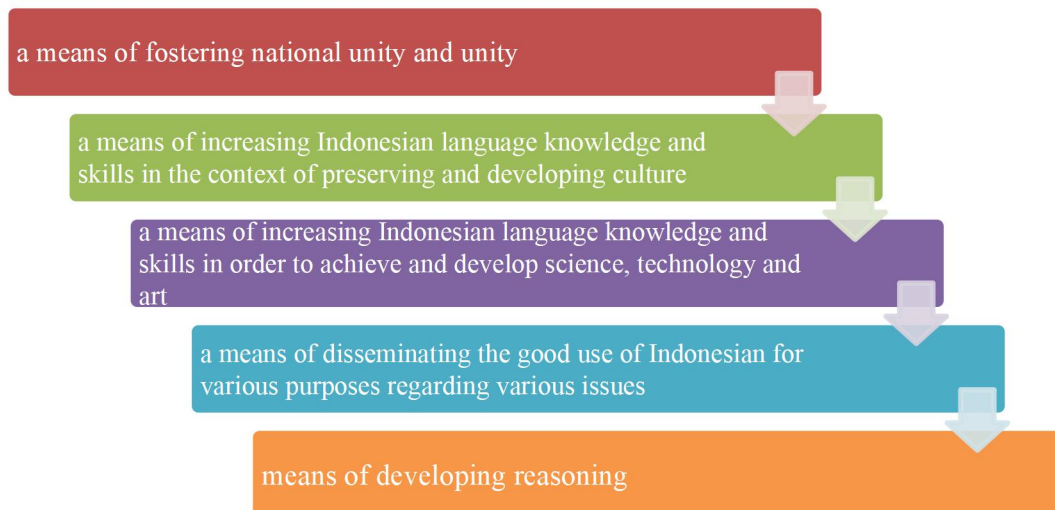 a means of fostering national unity and unity
a means of increasing Indonesian language knowledge and
skills in the context of preserving and developing culture
a means of increasing Indonesian language knowledge and
skills in order to achieve and develop science, technology and
art
a means of disseminating the good use of Indonesian for
various purposes regarding various issues
means of developing reasoning